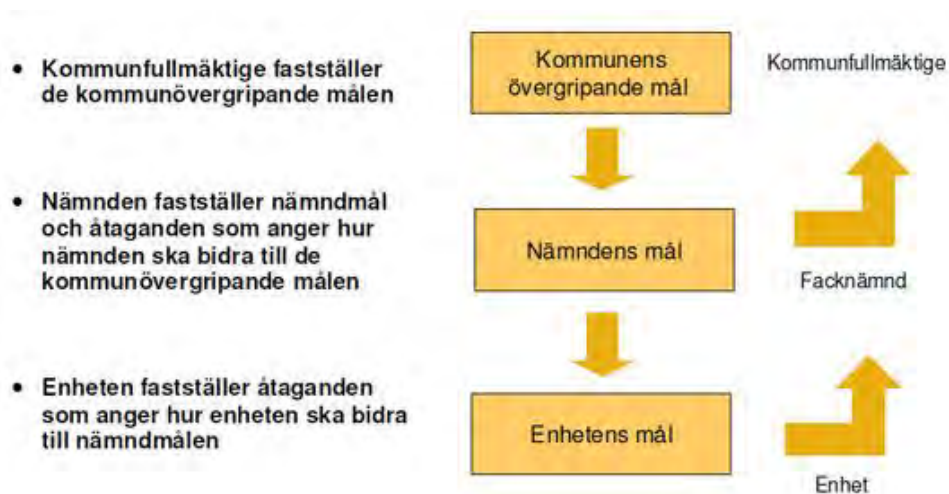 • Kommunfullmäktige fastställer
de kommunövergripande målen
Kommunens
övergripande mål
Kommunfullmäktige
• Nämnden fastställer nämndmål
och åtaganden som anger hur
nämnden ska bidra till de
kommunövergripande målen
Nämndens mål
Facknämnd
• Enheten fastställer åtaganden
som anger hur enheten ska bidra
till nämndmålen
Enhetens mål
Enhet